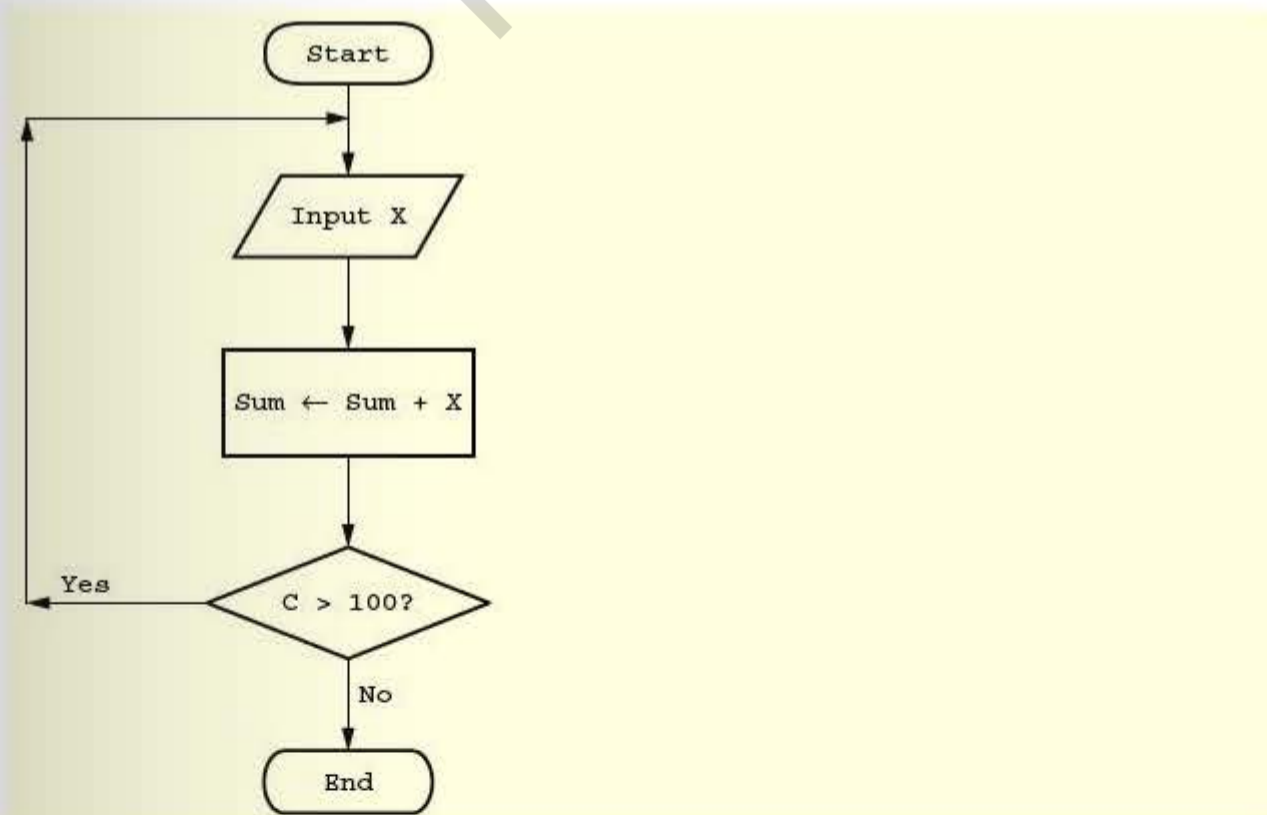 Start
Input X
Sum ← Sum + X
Yes
C > 100?
No
End